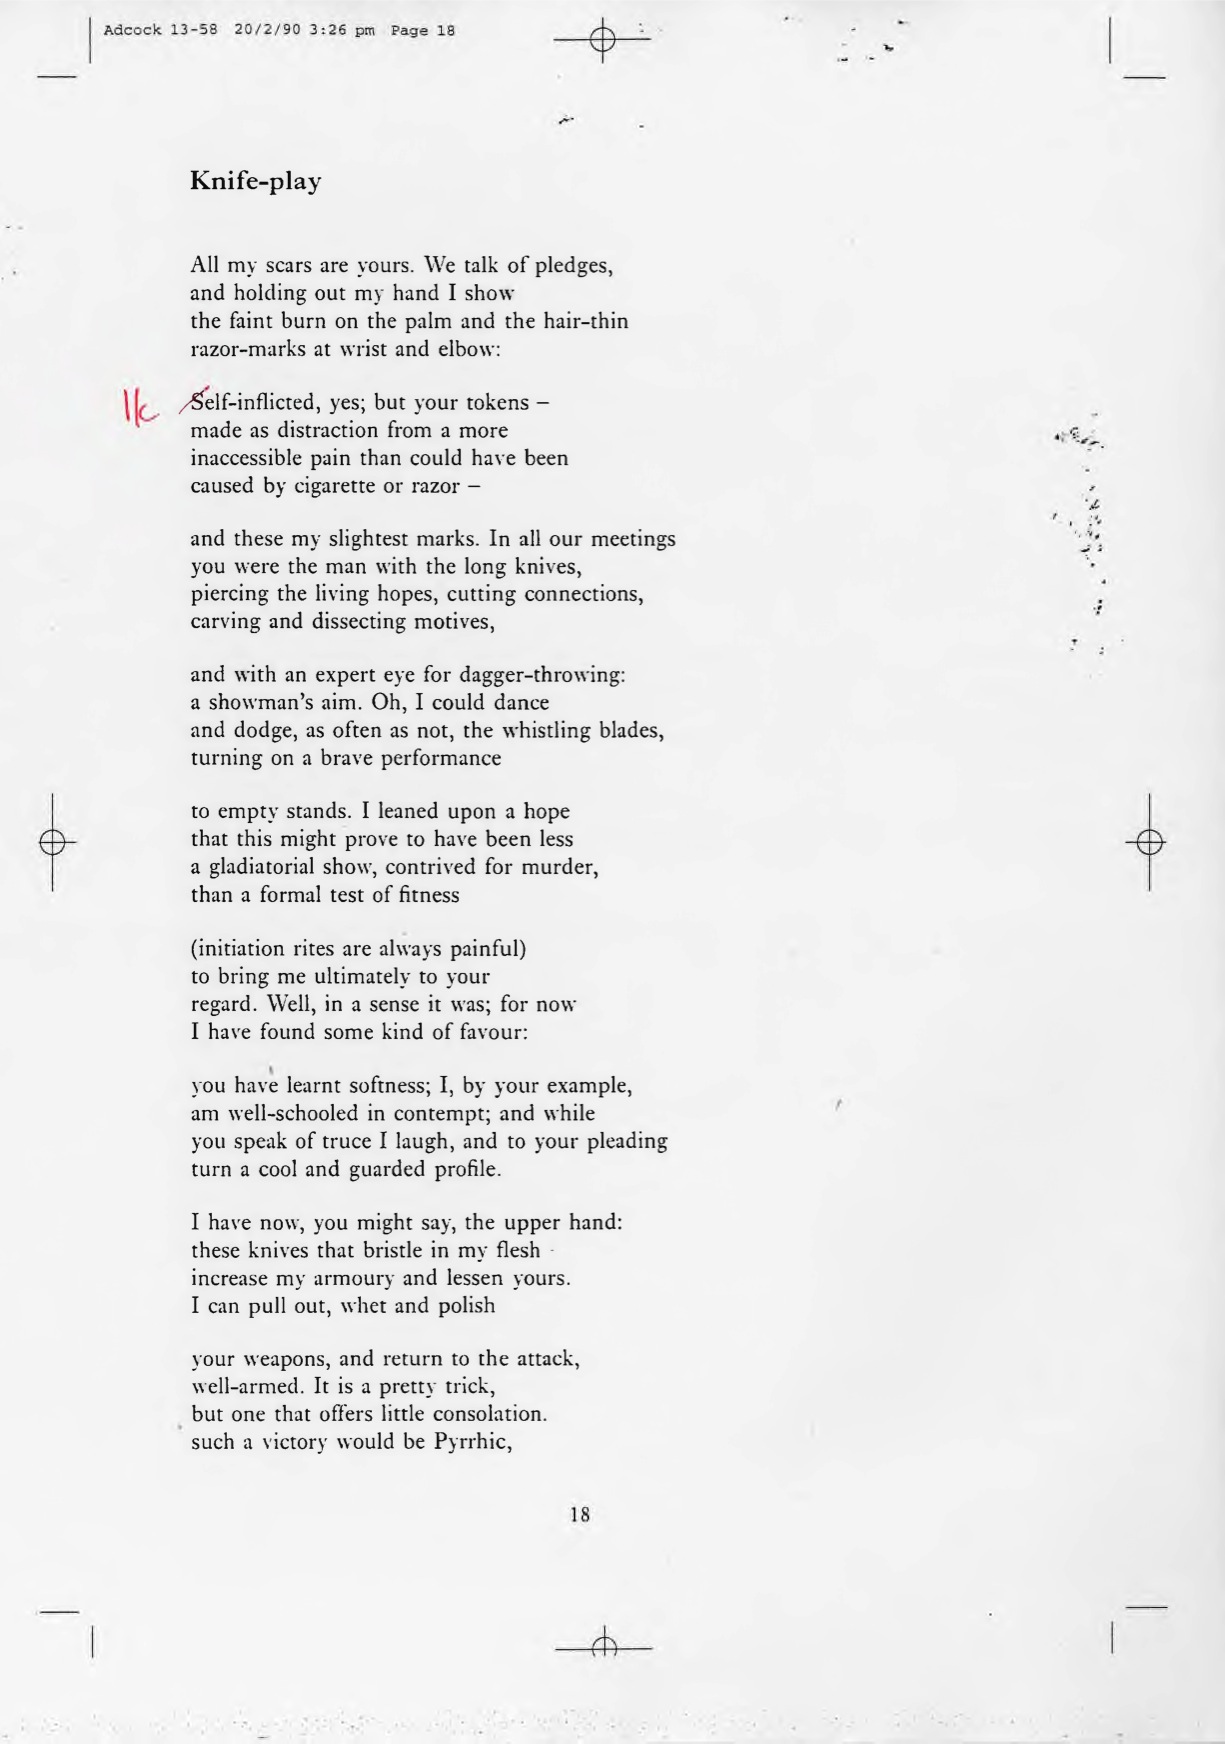 Adcock 13-58 20/2/90 3:26 pm Page 18
Knife-play
All my scars are yours. We talk of pledges,
and holding out my hand I show
the faint burn on the palm and the hair-thin
razor-marks at wrist and elbow:
lc
Self-inflicted, yes; but your tokens –
made as distraction from a more
inaccessible pain than could have been
caused by cigarette or razor –
and these my slightest marks. In all our meetings
you were the man with the long knives,
piercing the living hopes, cutting connections,
carving and dissecting motives,
and with an expert eye for dagger-throwing:
a showman's aim. Oh, I could dance
and dodge, as often as not, the whistling blades,
turning on a brave performance
to empty stands. I leaned upon a hope
that this might prove to have been less
a gladiatorial show, contrived for murder,
than a formal test of fitness
(initiation rites are always painful)
to bring me ultimately to your
regard. Well, in a sense it was; for now
I have found some kind of favour:
you have learnt softness; I, by your example,
am well-schooled in contempt; and while
you speak of truce I laugh, and to your pleading
turn a cool and guarded profile.
I have now, you might say, the upper hand:
these knives that bristle in my flesh
increase my armoury and lessen yours.
I can pull out, whet and polish
your weapons, and return to the attack,
well-armed. It is a pretty trick,
but one that offers little consolation.
such a victory would be Pyrrhic,
18